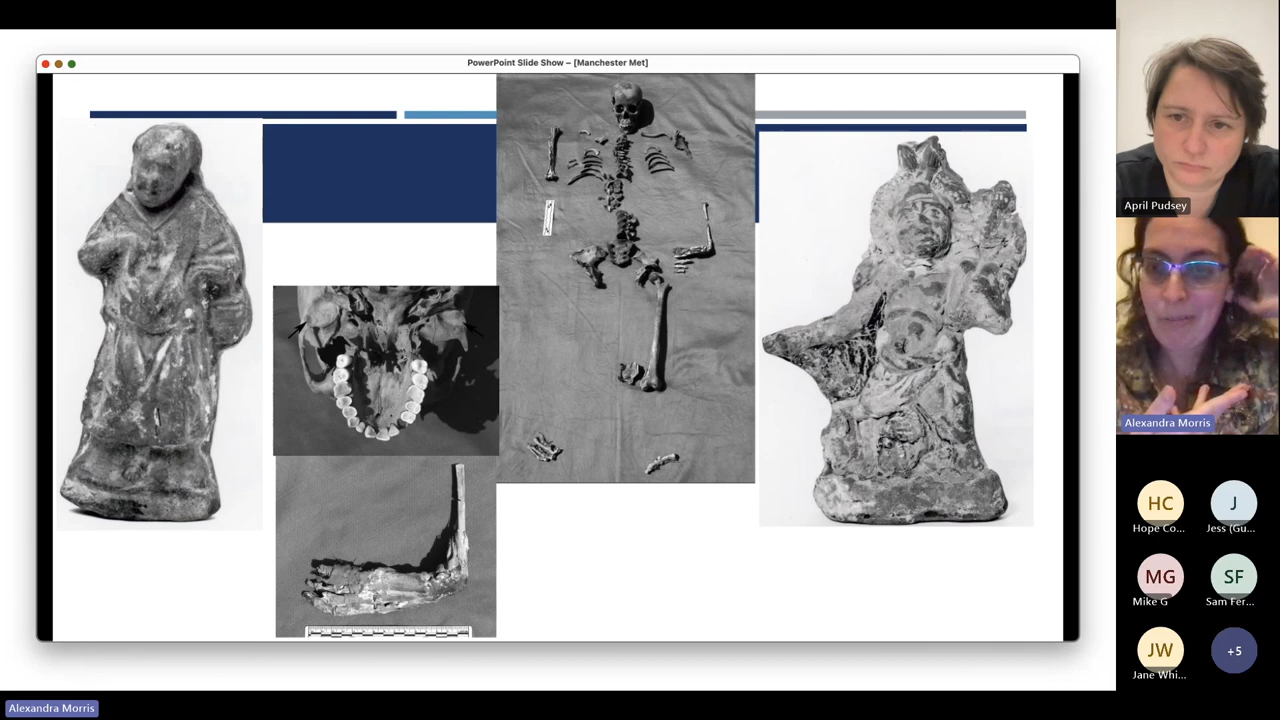 PowerPoint Slide Show – [Manchester Met]
April Pudsey
Alexandra Morris
HC
Hope Co...
J
Jess (Gu...
MG
Mike G
SF
Sam Fer...
JW
Jane Whi...
+5
Alexandra Morris